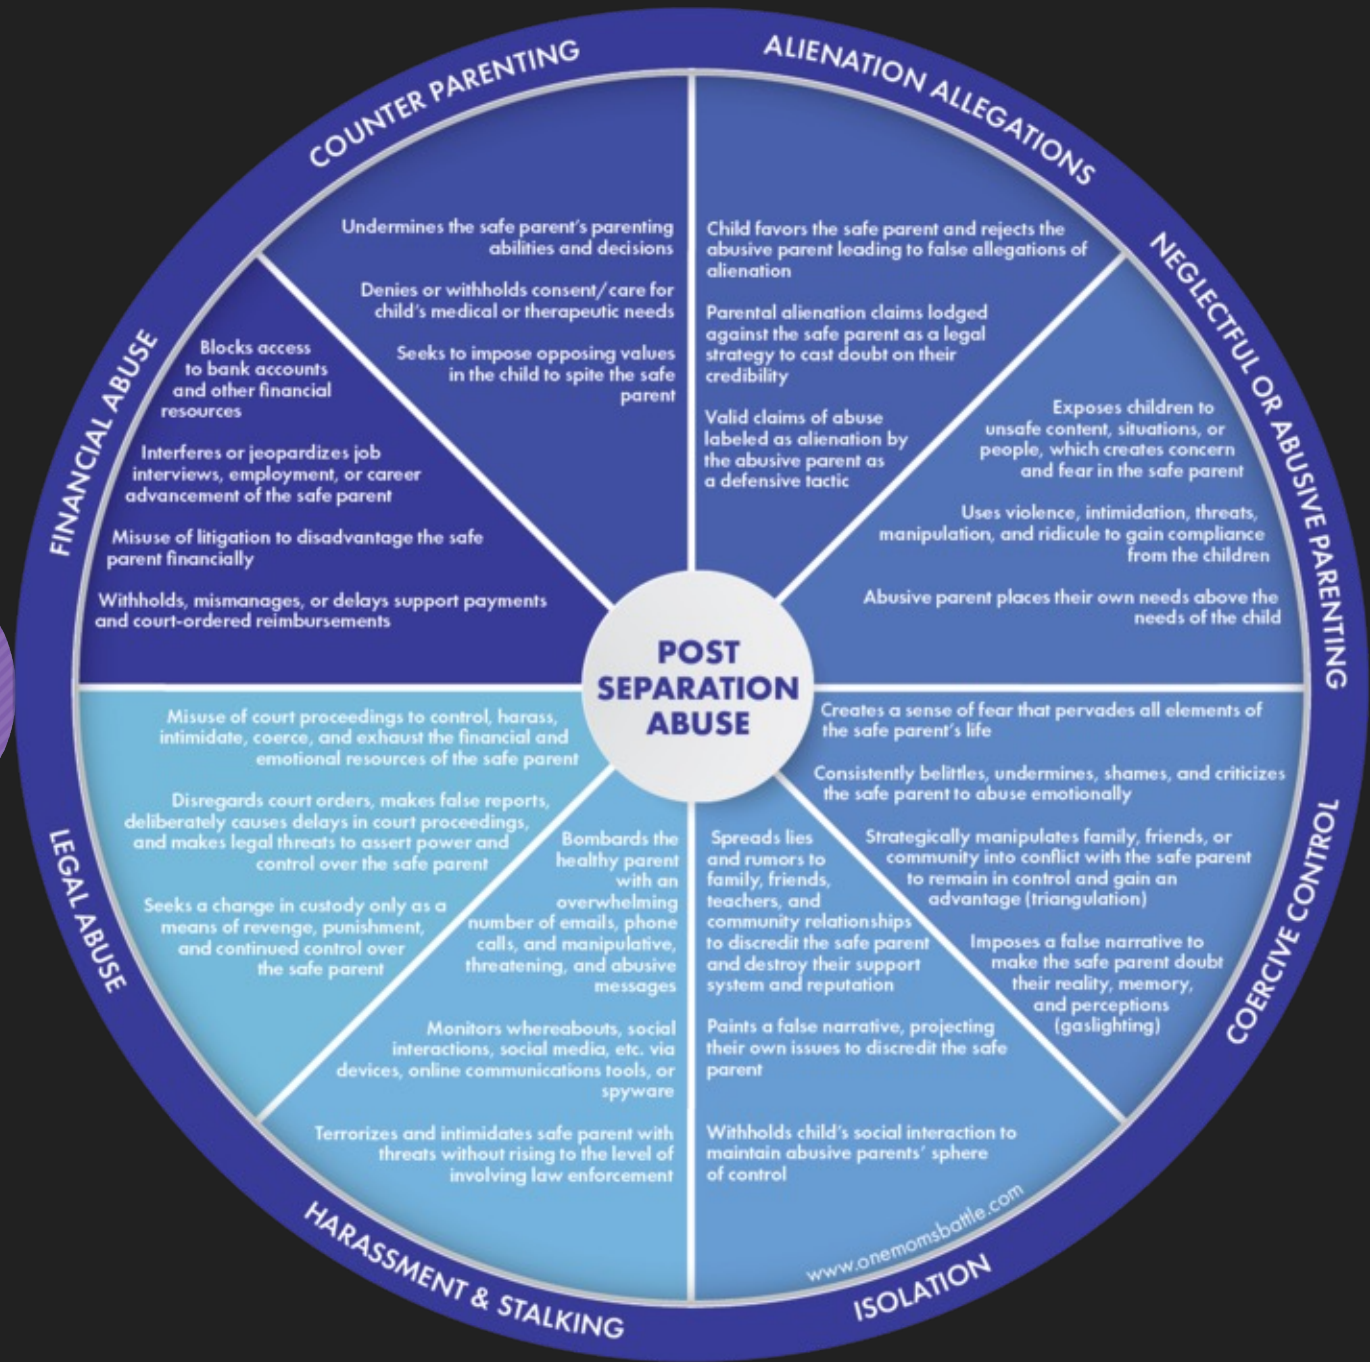 COUNTER PARENTING
Undermines the safe parent's parenting
abilities and decisions
Denies or withholds consent/care for
child's medical or therapeutic needs
Seeks to impose opposing values
in the child to spite the safe
parent
ALIENATION ALLEGATIONS
Child favors the safe parent and rejects the
abusive parent leading to false allegations of
alienation
Parental alienation claims lodged
against the safe parent as a legal
strategy to cast doubt on their
credibility
Valid claims of abuse
labeled as alienation by
the abusive parent as
a defensive tactic
NEGLECTFUL OR ABUSIVE PARENTING
Exposes children to
unsafe content, situations, or
people, which creates concern
and fear in the safe parent
Uses violence, intimidation, threats,
manipulation, and ridicule to gain compliance
from the children
Abusive parent places their own needs above the
needs of the child
COERCIVE CONTROL
Creates a sense of fear that pervades all elements of
the safe parent's life
Consistently belittles, undermines, shames, and criticizes
the safe parent to abuse emotionally
Strategically manipulates family, friends, or
community into conflict with the safe parent
to remain in control and gain an
advantage (triangulation)
Imposes a false narrative to
make the safe parent doubt
their reality, memory,
and perceptions
(gaslighting)
ISOLATION
Spreads lies
and rumors to
family, friends,
teachers, and
community relationships
to discredit the safe parent
and destroy their support
system and reputation
Paints a false narrative, projecting
their own issues to discredit the safe
parent
Withholds child's social interaction to
maintain abusive parents' sphere
of control
www.onemomsbattle.com
HARASSMENT & STALKING
Bombards the
healthy parent
with an
overwhelming
number of emails, phone
calls, and manipulative,
threatening, and abusive
messages
Monitors whereabouts, social
interactions, social media, etc. via
devices, online communications tools, or
spyware
Terrorizes and intimidates safe parent with
threats without rising to the level of
involving law enforcement
LEGAL ABUSE
Misuse of court proceedings to control, harass,
intimidate, coerce, and exhaust the financial and
emotional resources of the safe parent
Disregards court orders, makes false reports,
deliberately causes delays in court proceedings,
and makes legal threats to assert power and
control over the safe parent
Seeks a change in custody only as a
means of revenge, punishment,
and continued control over
the safe parent
FINANCIAL ABUSE
Blocks access
to bank accounts
and other financial
resources
Interferes or jeopardizes job
interviews, employment, or career
advancement of the safe parent
Misuse of litigation to disadvantage the safe
parent financially
Withholds, mismanages, or delays support payments
and court-ordered reimbursements
POST
SEPARATION
ABUSE